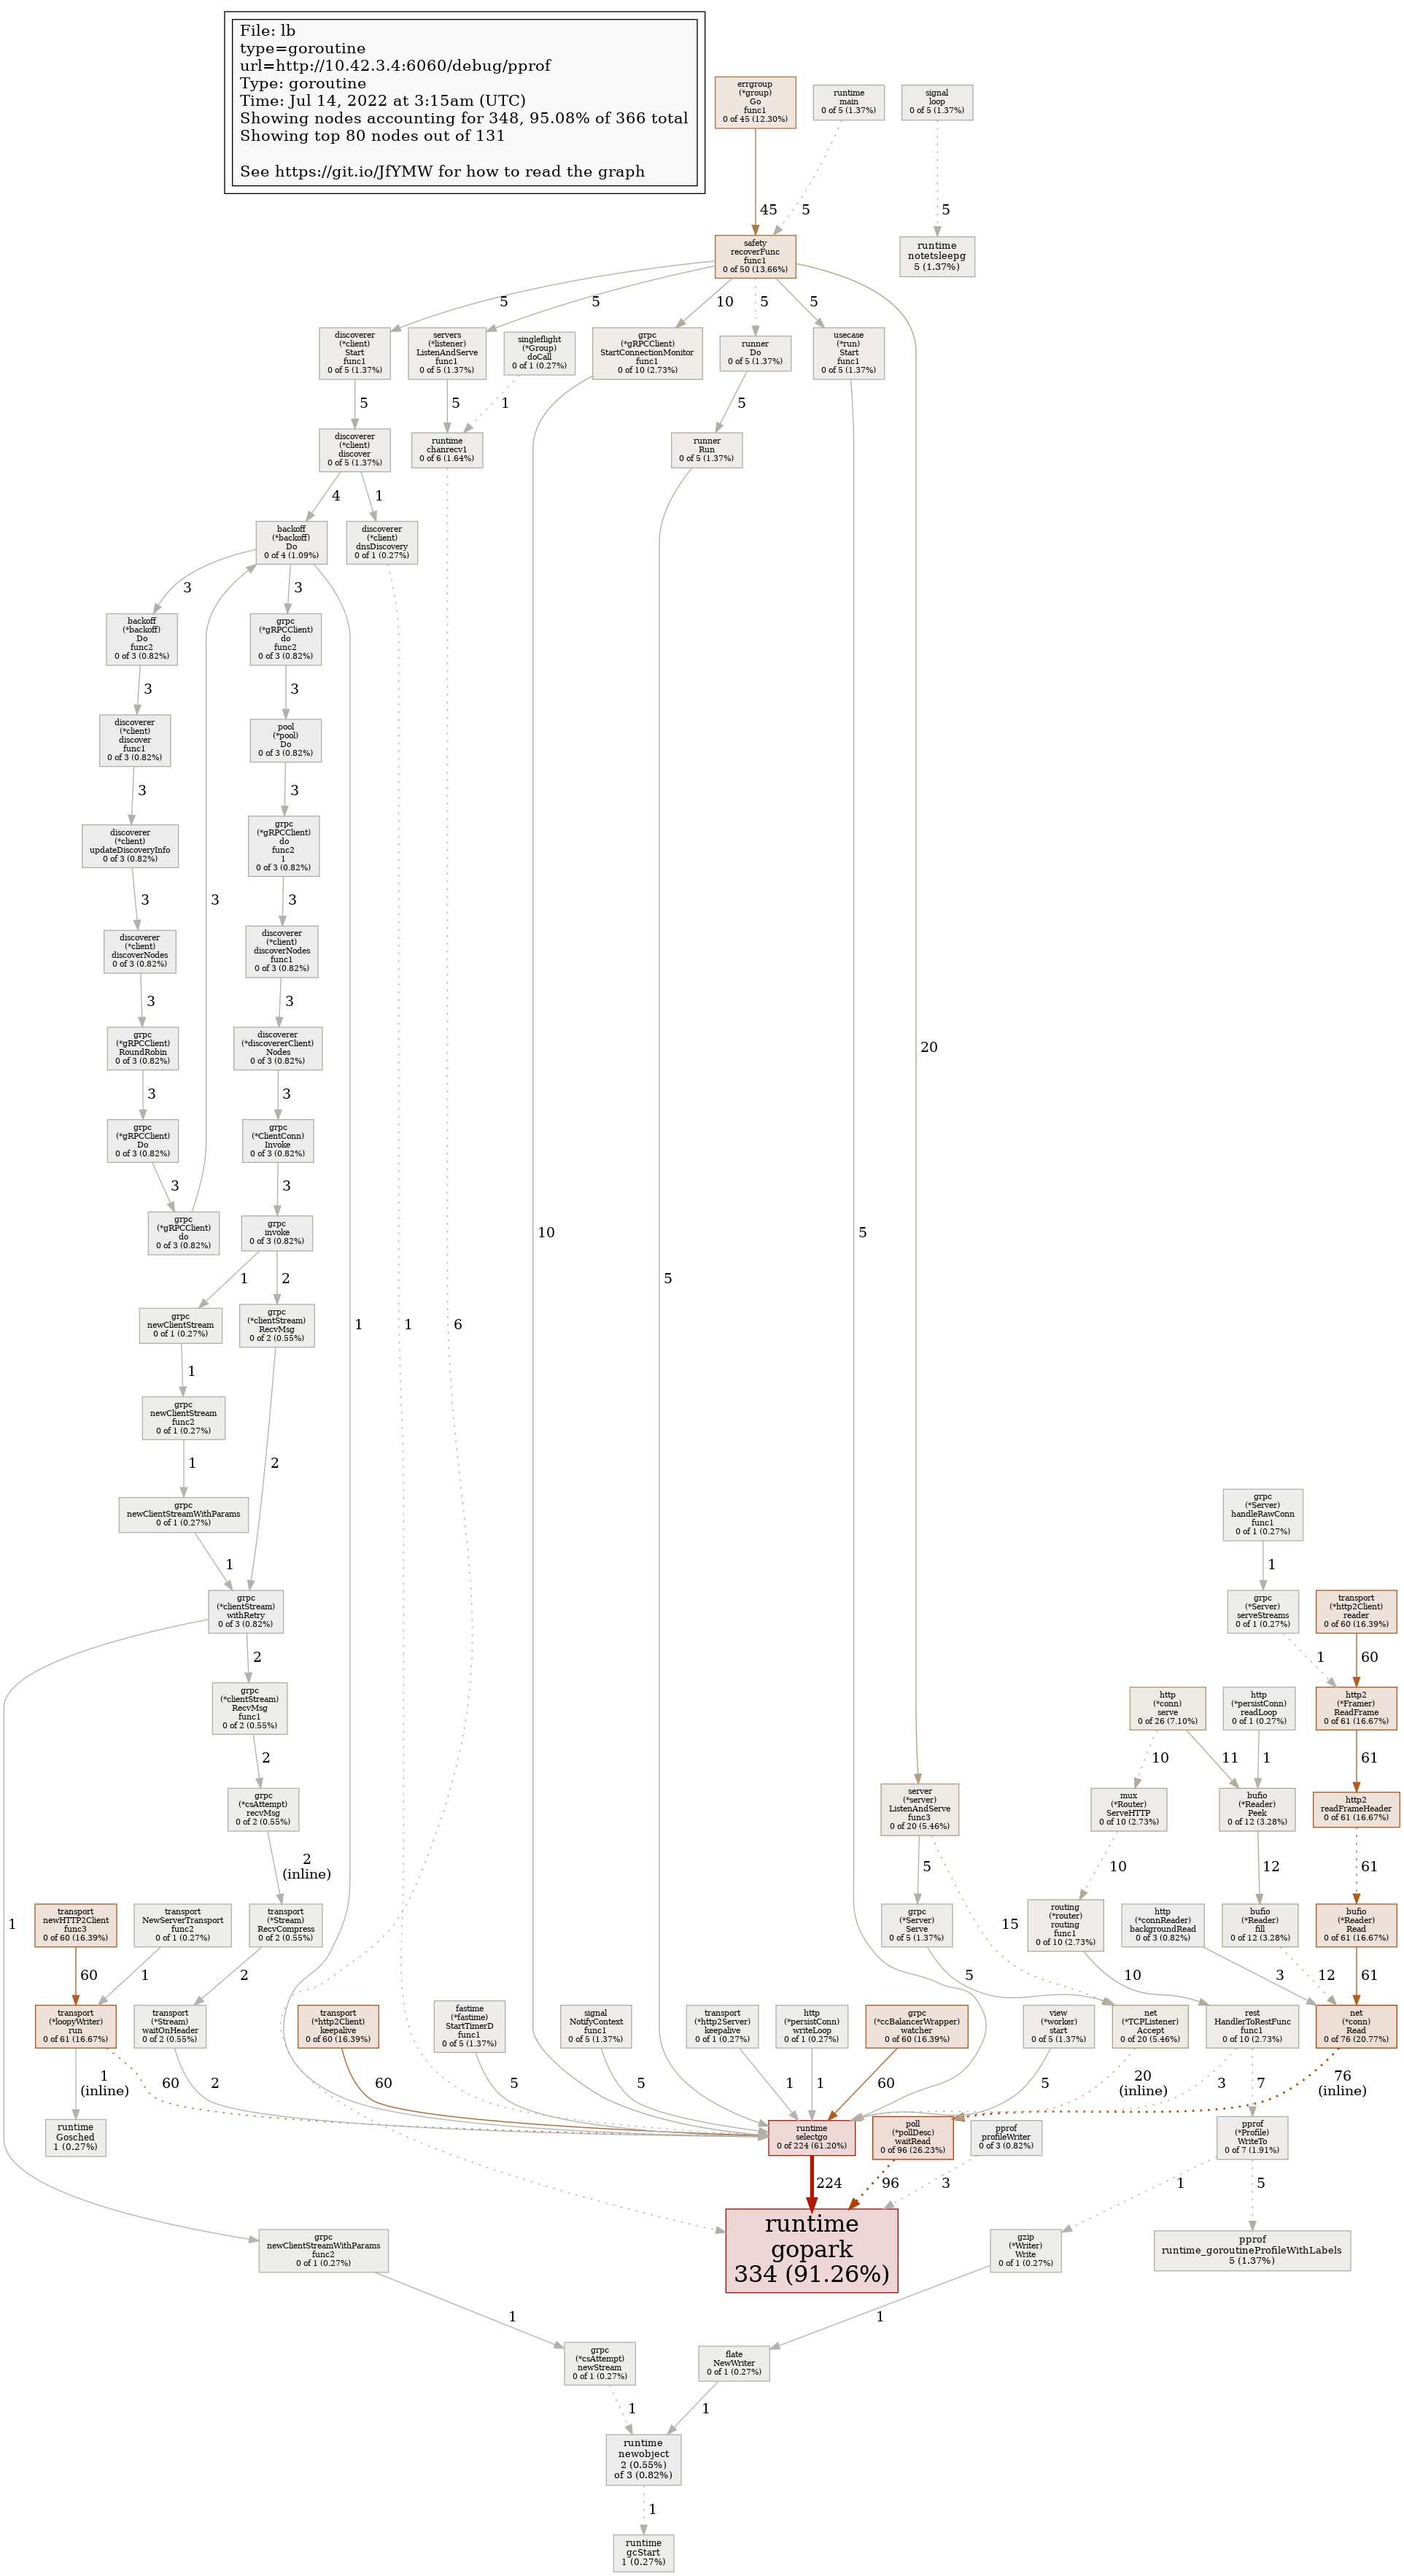 File: lb
type=goroutine
url=http://10.42.3.4:6060/debug/pprof
Type: goroutine
Time: Jul 14, 2022 at 3:15am (UTC)
Showing nodes accounting for 348, 95.08% of 366 total
Showing top 80 nodes out of 131
See https://git.io/JfYMW for how to read the graph
errgroup
(*group)
Go
func1
0 of 45 (12.30%)
runtime
main
0 of 5 (1.37%)
signal
loop
0 of 5 (1.37%)
45
5
5
safety
recoverFunc
func1
0 of 50 (13.66%)
runtime
notetsleepg
5 (1.37%)
5
5
10
5
5
20
discoverer
(*client)
Start
func1
0 of 5 (1.37%)
servers
(*listener)
ListenAndServe
func1
0 of 5 (1.37%)
singleflight
(*Group)
doCall
0 of 1 (0.27%)
grpc
(*gRPCClient)
StartConnectionMonitor
func1
0 of 10 (2.73%)
runner
Do
0 of 5 (1.37%)
usecase
(*run)
Start
func1
0 of 5 (1.37%)
5
5
1
5
discoverer
(*client)
discover
0 of 5 (1.37%)
runtime
chanrecv1
0 of 6 (1.64%)
runner
Run
0 of 5 (1.37%)
4
1
backoff
(*backoff)
Do
0 of 4 (1.09%)
discoverer
(*client)
dnsDiscovery
0 of 1 (0.27%)
3
3
backoff
(*backoff)
Do
func2
0 of 3 (0.82%)
grpc
(*gRPCClient)
do
func2
0 of 3 (0.82%)
3
3
discoverer
(*client)
discover
func1
0 of 3 (0.82%)
pool
(*pool)
Do
0 of 3 (0.82%)
3
3
discoverer
(*client)
updateDiscoveryInfo
0 of 3 (0.82%)
grpc
(*gRPCClient)
do
func2
1
0 of 3 (0.82%)
3
3
3
discoverer
(*client)
discoverNodes
0 of 3 (0.82%)
discoverer
(*client)
discoverNodes
func1
0 of 3 (0.82%)
3
3
grpc
(*gRPCClient)
RoundRobin
0 of 3 (0.82%)
discoverer
(*discovererClient)
Nodes
0 of 3 (0.82%)
3
3
grpc
(*gRPCClient)
Do
0 of 3 (0.82%)
grpc
(*ClientConn)
Invoke
0 of 3 (0.82%)
3
3
grpc
(*gRPCClient)
do
0 of 3 (0.82%)
grpc
invoke
0 of 3 (0.82%)
10
5
5
1
2
grpc
newClientStream
0 of 1 (0.27%)
grpc
(*clientStream)
RecvMsg
0 of 2 (0.55%)
1
1
6
1
grpc
newClientStream
func2
0 of 1 (0.27%)
1
2
grpc
newClientStreamWithParams
0 of 1 (0.27%)
grpc
(*Server)
handleRawConn
func1
0 of 1 (0.27%)
1
1
grpc
(*clientStream)
withRetry
0 of 3 (0.82%)
grpc
(*Server)
serveStreams
0 of 1 (0.27%)
transport
(*http2Client)
reader
0 of 60 (16.39%)
2
1
60
grpc
(*clientStream)
RecvMsg
func1
0 of 2 (0.55%)
http
(*conn)
serve
0 of 26 (7.10%)
http
(*persistConn)
readLoop
0 of 1 (0.27%)
http2
(*Framer)
ReadFrame
0 of 61 (16.67%)
2
10
11
1
61
grpc
(*csAttempt)
recvMsg
0 of 2 (0.55%)
server
(*server)
ListenAndServe
func3
0 of 20 (5.46%)
mux
(*Router)
ServeHTTP
0 of 10 (2.73%)
bufio
(*Reader)
Peek
0 of 12 (3.28%)
http2
readFrameHeader
0 of 61 (16.67%)
2
(inline)
5
10
12
61
1
transport
newHTTP2Client
func3
0 of 60 (16.39%)
transport
NewServerTransport
func2
0 of 1 (0.27%)
transport
(*Stream)
RecvCompress
0 of 2 (0.55%)
grpc
(*Server)
Serve
0 of 5 (1.37%)
15
routing
(*router)
routing
func1
0 of 10 (2.73%)
http
(*connReader)
backgroundRead
0 of 3 (0.82%)
bufio
(*Reader)
fill
0 of 12 (3.28%)
bufio
(*Reader)
Read
0 of 61 (16.67%)
60
1
2
5
10
3
12
61
transport
(*loopyWriter)
run
0 of 61 (16.67%)
transport
(*Stream)
waitOnHeader
0 of 2 (0.55%)
transport
(*http2Client)
keepalive
0 of 60 (16.39%)
fastime
(*fastime)
StartTimerD
func1
0 of 5 (1.37%)
signal
NotifyContext
func1
0 of 5 (1.37%)
transport
(*http2Server)
keepalive
0 of 1 (0.27%)
http
(*persistConn)
writeLoop
0 of 1 (0.27%)
grpc
(*ccBalancerWrapper)
watcher
0 of 60 (16.39%)
view
(*worker)
start
0 of 5 (1.37%)
net
(*TCPListener)
Accept
0 of 20 (5.46%)
rest
HandlerToRestFunc
func1
0 of 10 (2.73%)
net
(*conn)
Read
0 of 76 (20.77%)
1
(inline)
60
2
60
5
5
1
1
60
5
20
(inline)
3
7
76
(inline)
runtime
Gosched
1 (0.27%)
runtime
selectgo
0 of 224 (61.20%)
poll
(*pollDesc)
waitRead
0 of 96 (26.23%)
pprof
profileWriter
0 of 3 (0.82%)
pprof
(*Profile)
WriteTo
0 of 7 (1.91%)
224
96
3
1
5
grpc
newClientStreamWithParams
func2
0 of 1 (0.27%)
runtime
gopark
334 (91.26%)
gzip
(*Writer)
Write
0 of 1 (0.27%)
pprof
runtime_goroutineProfileWithLabels
5 (1.37%)
1
1
grpc
(*csAttempt)
newStream
0 of 1 (0.27%)
flate
NewWriter
0 of 1 (0.27%)
1
1
runtime
newobject
2 (0.55%)
of 3 (0.82%)
1
runtime
gcStart
1 (0.27%)